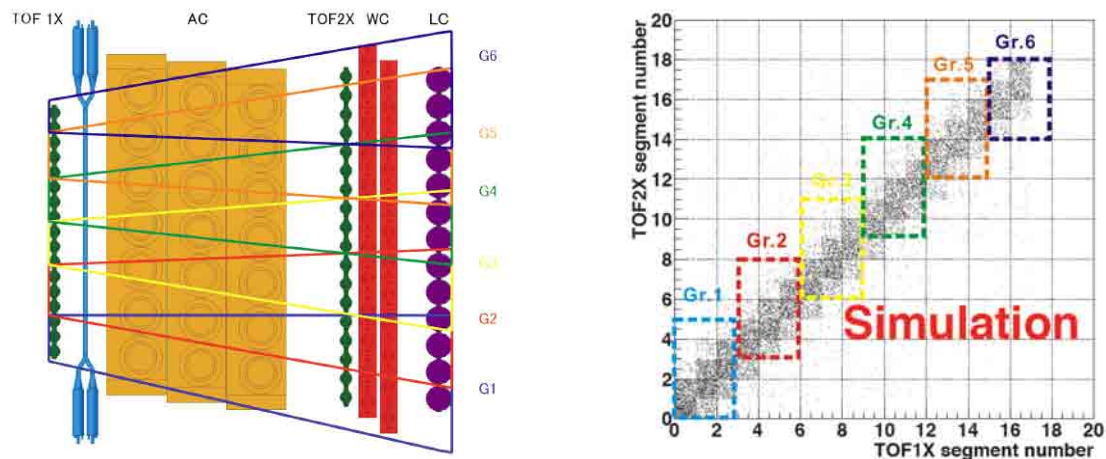 TOF 1X AC TOF2X WC LC
G6
G5
G4
G3
G2
G1
TOF2X segment number
20
18
16
14
12
10
8
6
4
2
0
Gr.6
Gr.5
Gr.4
Gr.3
Gr.2
Gr.1
Simulation
0 2 4 6 8 10 12 14 16 18 20
TOF1X segment number